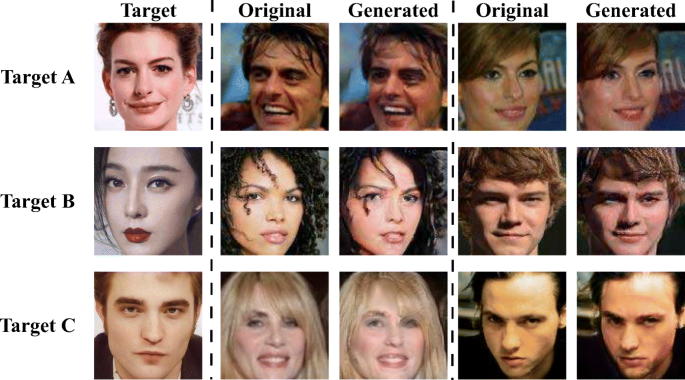 Target Original Generated Original Generated
Target A
Target B
Target C